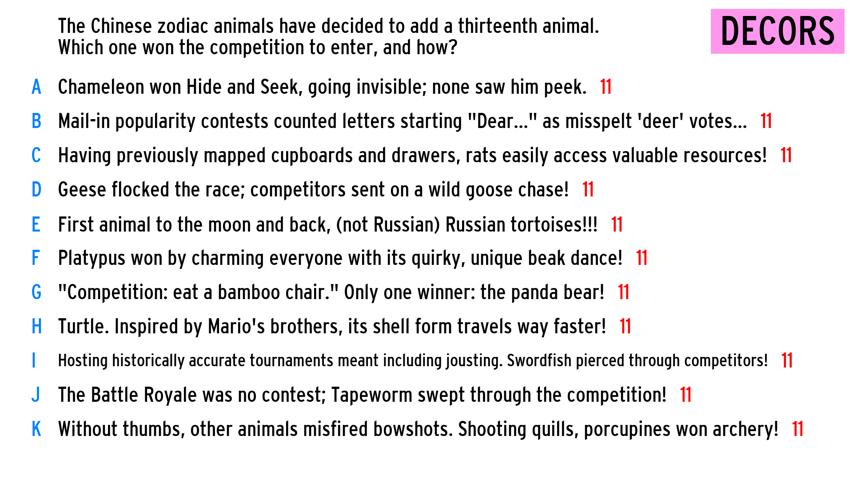 The Chinese zodiac animals have decided to add a thirteenth animal.
Which one won the competition to enter, and how?
DECORS
A Chameleon won Hide and Seek, going invisible; none saw him peek. 11
B Mail-in popularity contests counted letters starting "Dear..." as misspelt 'deer' votes... 11
C Having previously mapped cupboards and drawers, rats easily access valuable resources! 11
D Geese flocked the race; competitors sent on a wild goose chase! 11
E First animal to the moon and back, (not Russian) Russian tortoises!!! 11
F Platypus won by charming everyone with its quirky, unique beak dance! 11
G "Competition: eat a bamboo chair." Only one winner: the panda bear! 11
H Turtle. Inspired by Mario's brothers, its shell form travels way faster! 11
I Hosting historically accurate tournaments meant including jousting. Swordfish pierced through competitors! 11
J The Battle Royale was no contest; Tapeworm swept through the competition! 11
K Without thumbs, other animals misfired bowshots. Shooting quills, porcupines won archery! 11